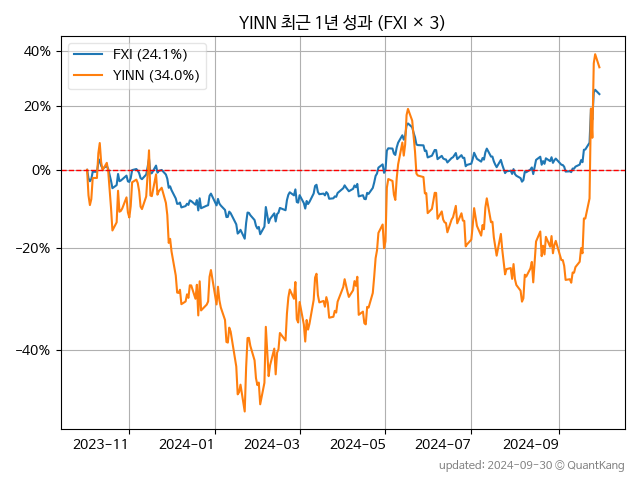 YINN 최근 1년 성과 (FXI × 3)
FXI (24.1%)
YINN (34.0%)
40%
20%
0%
−20%
−40%
2023-11 2024-01 2024-03 2024-05 2024-07 2024-09
updated: 2024-09-30 © QuantKang